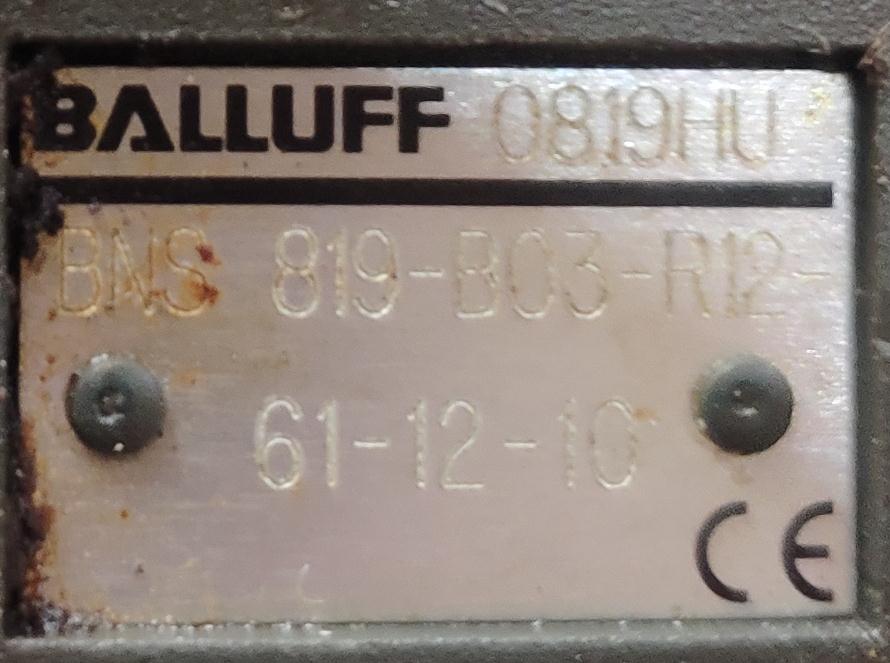 BALLUFF 0819HU
BNS 819-B03-R12-
61-12-10
CE